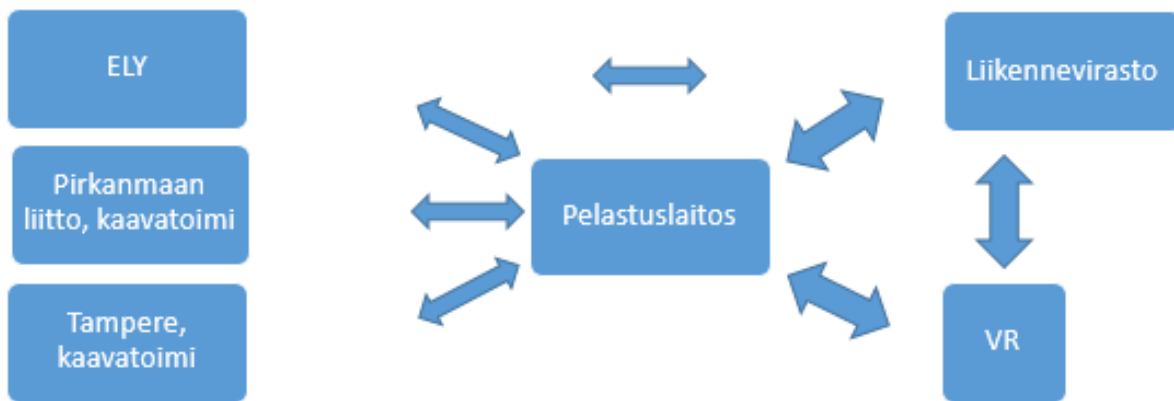 ELY
Pirkanmaan
liitto, kaavatoimi
Tampere,
kaavatoimi
Pelastuslaitos
Liikennevirasto
VR